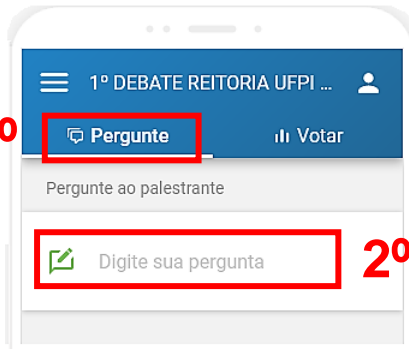 1º DEBATE REITORIA UFPI ...
º
Pergunte
Votar
Pergunte ao palestrante
Digite sua pergunta
2º